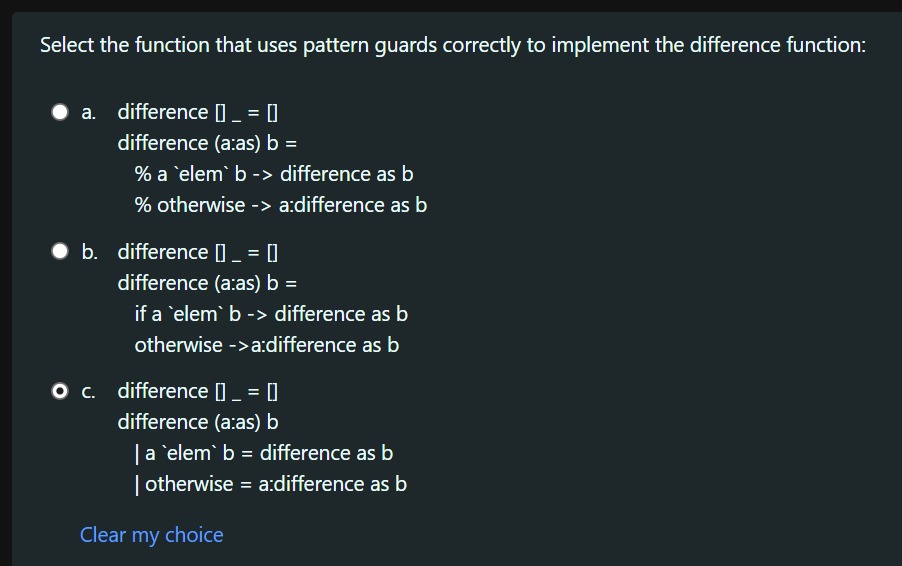 Select the function that uses pattern guards correctly to implement the difference function:
a. difference [] _ = []
difference (a:as) b =
% a `elem` b -> difference as b
% otherwise -> a:difference as b
b. difference [] _ = []
difference (a:as) b =
if a `elem` b -> difference as b
otherwise ->a:difference as b
c. difference [] _ = []
difference (a:as) b
| a `elem` b = difference as b
| otherwise = a:difference as b
Clear my choice